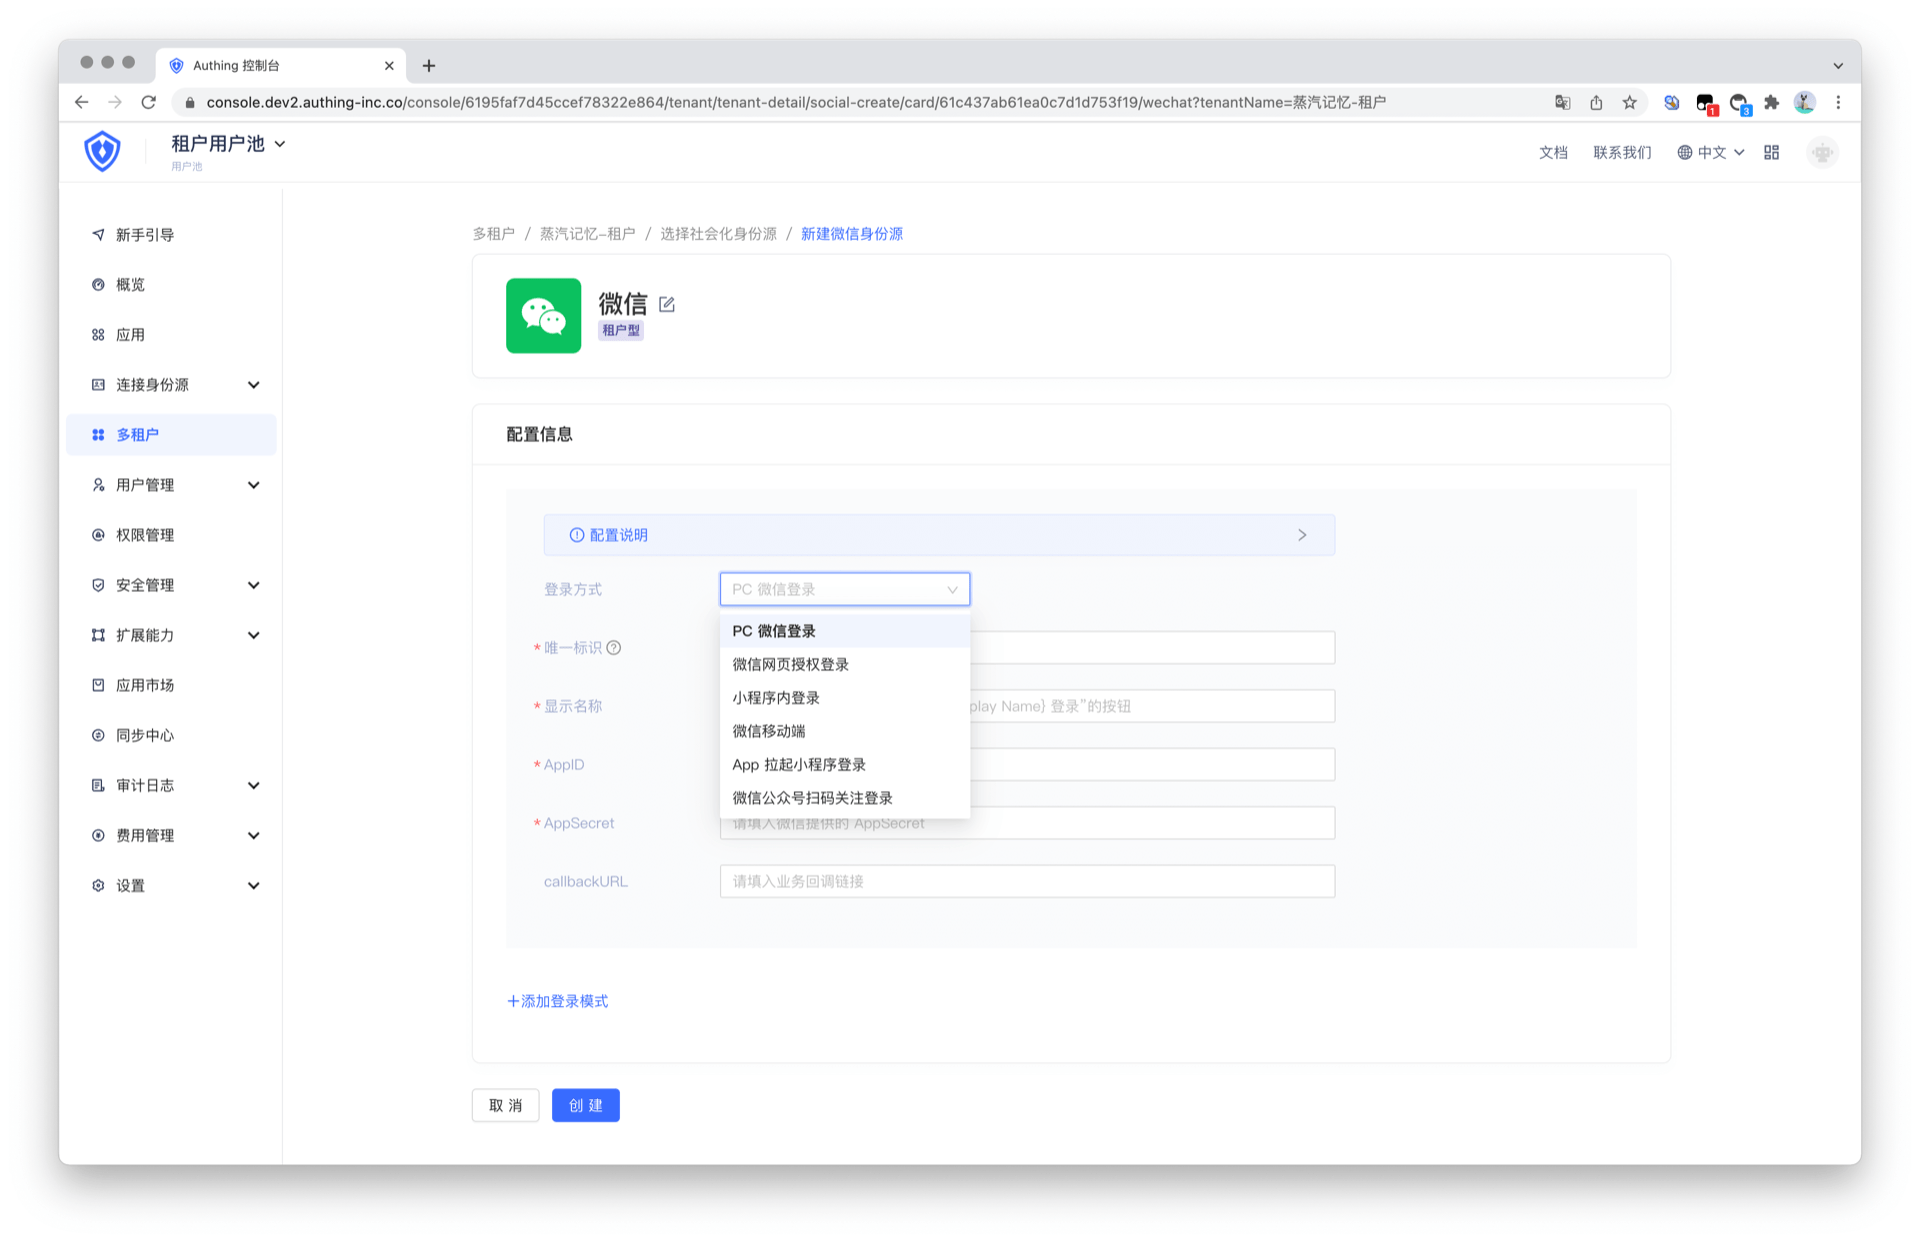 Authing 控制台
console.dev2.authing-inc.co/console/6195faf7d45ccef78322e864/tenant/tenant-detail/social-create/card/61c437ab61ea0c7d1d753f19/wechat?tenantName=蒸汽记忆-租户
1
3
租户用户池
用户池
文档
联系我们
中文
新手引导
概览
应用
连接身份源
多租户
用户管理
权限管理
安全管理
扩展能力
应用市场
同步中心
审计日志
费用管理
设置
多租户 / 蒸汽记忆-租户 / 选择社会化身份源 / 新建微信身份源
微信
租户型
配置信息
配置说明
登录方式
PC 微信登录
PC 微信登录
微信网页授权登录
小程序内登录
微信移动端
App 拉起小程序登录
微信公众号扫码关注登录
* 唯一标识
* 显示名称
play Name} 登录”的按钮
* AppID
* AppSecret
请填入微信提供的 AppSecret
callbackURL
请填入业务回调链接
+添加登录模式
取 消
创 建